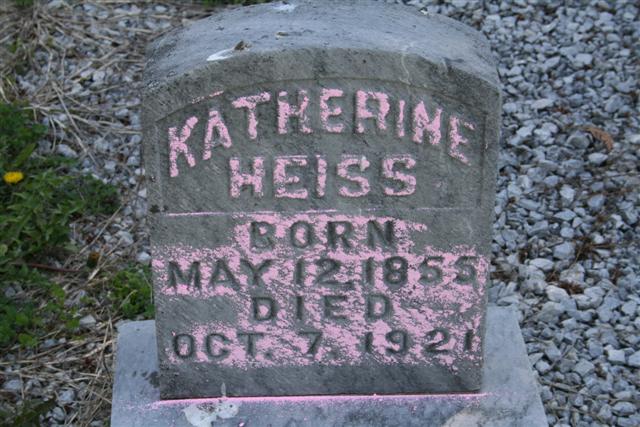 KATHERINE
HEISS
BORN
MAY 12, 1855
DIED
OCT. 7, 1921